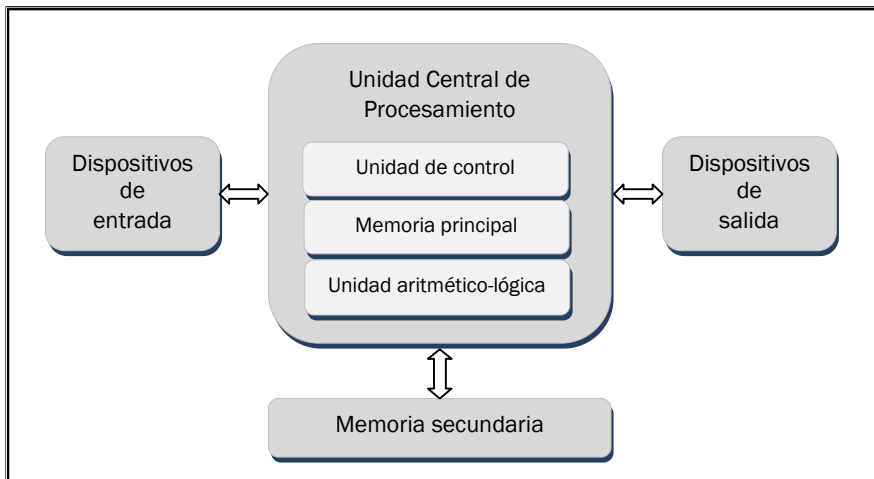 Unidad Central de
Procesamiento
Unidad de control
Memoria principal
Unidad aritmético-lógica
Dispositivos
de
entrada
Dispositivos
de
salida
Memoria secundaria